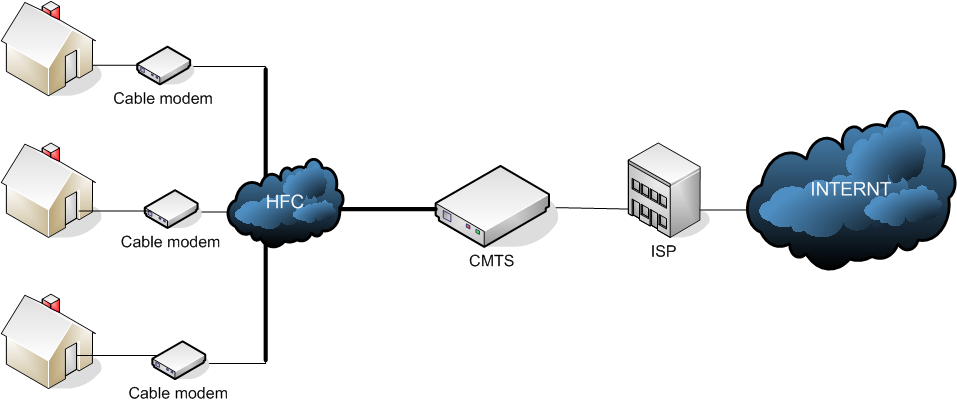 Cable modem
HFC
INTERNT
Cable modem
ISP
CMTS
Cable modem